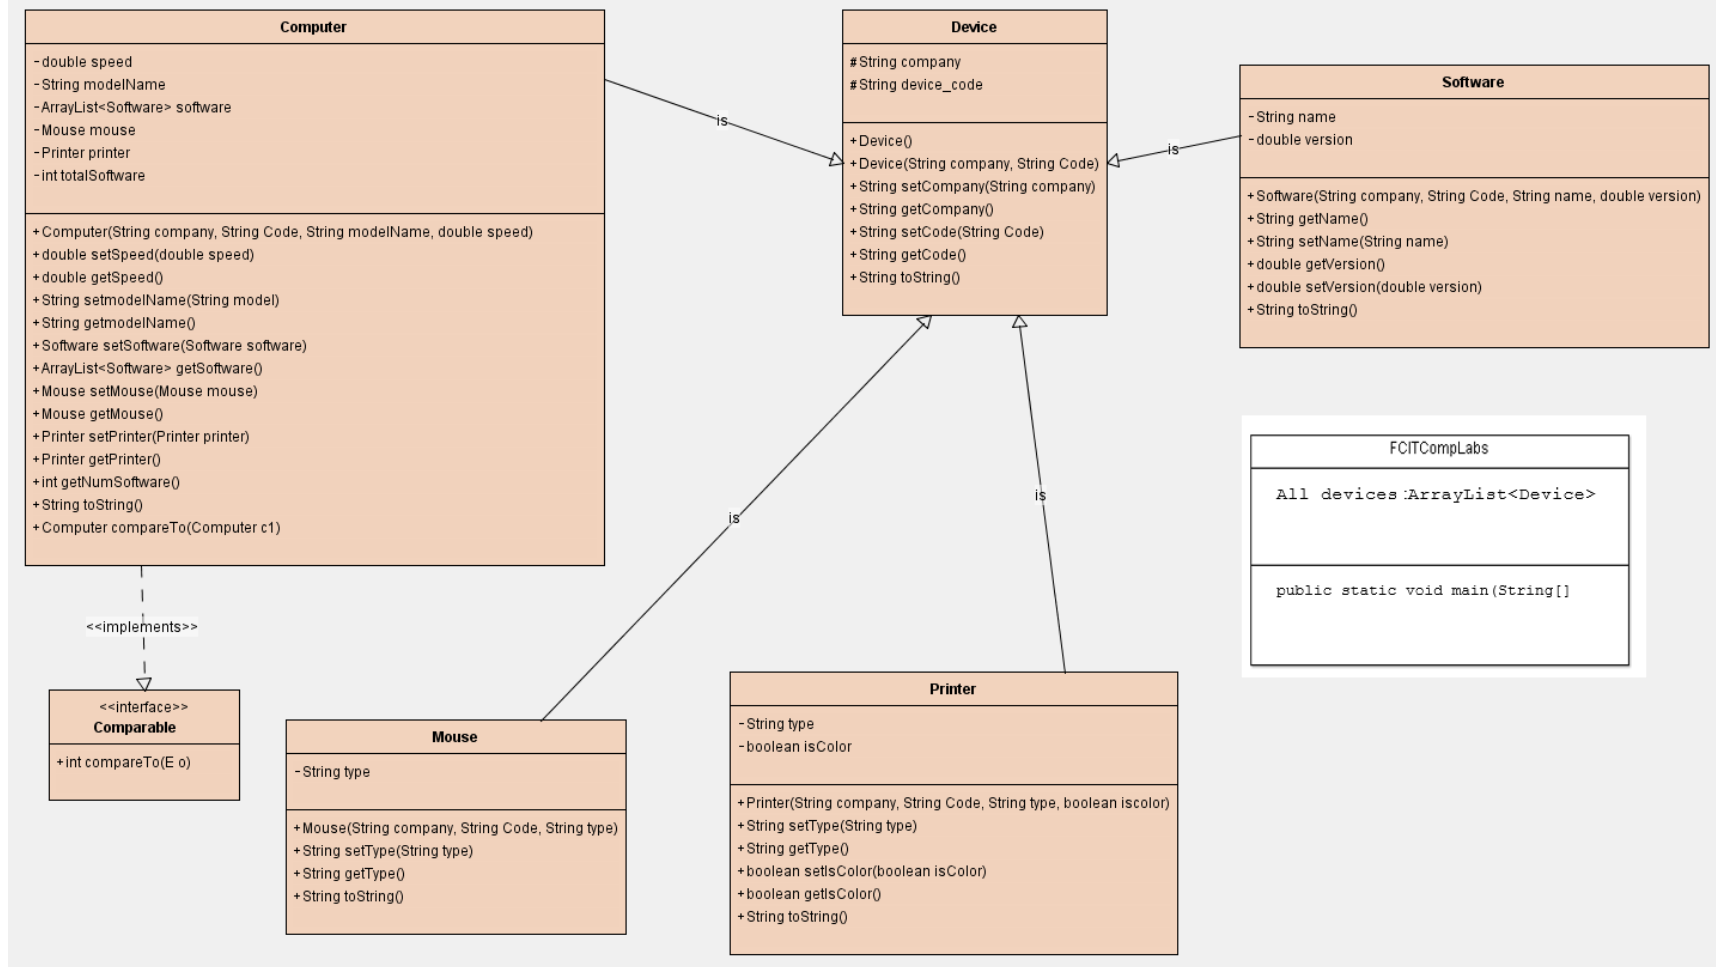 Computer
-double speed
-String modelName
-ArrayList<Software> software
-Mouse mouse
-Printer printer
-int totalSoftware
+Computer(String company, String Code, String modelName, double speed)
+double setSpeed(double speed)
+double getSpeed()
+String setmodelName(String model)
+String getmodelName()
+Software setSoftware(Software software)
+ArrayList<Software> getSoftware()
+Mouse setMouse(Mouse mouse)
+Mouse getMouse()
+Printer setPrinter(Printer printer)
+Printer getPrinter()
+int getNumSoftware()
+String toString()
+Computer compareTo(Computer c1)
is
Device
#String company
#String device_code
+Device()
+Device(String company, String Code)
+String setCompany(String company)
+String getCompany()
+String setCode(String Code)
+String getCode()
+String toString()
is
Software
-String name
-double version
+Software(String company, String Code, String name, double version)
+String getName()
+String setName(String name)
+double getVersion()
+double setVersion(double version)
+String toString()
FCITCompLabs
All devices:ArrayList<Device>
public static void main(String[]
is
is
<<implements>>
<<interface>>
Comparable
+int compareTo(E o)
Mouse
-String type
+Mouse(String company, String Code, String type)
+String setType(String type)
+String getType()
+String toString()
Printer
-String type
-boolean isColor
+Printer(String company, String Code, String type, boolean iscolor)
+String setType(String type)
+String getType()
+boolean setIsColor(boolean isColor)
+boolean getIsColor()
+String toString()